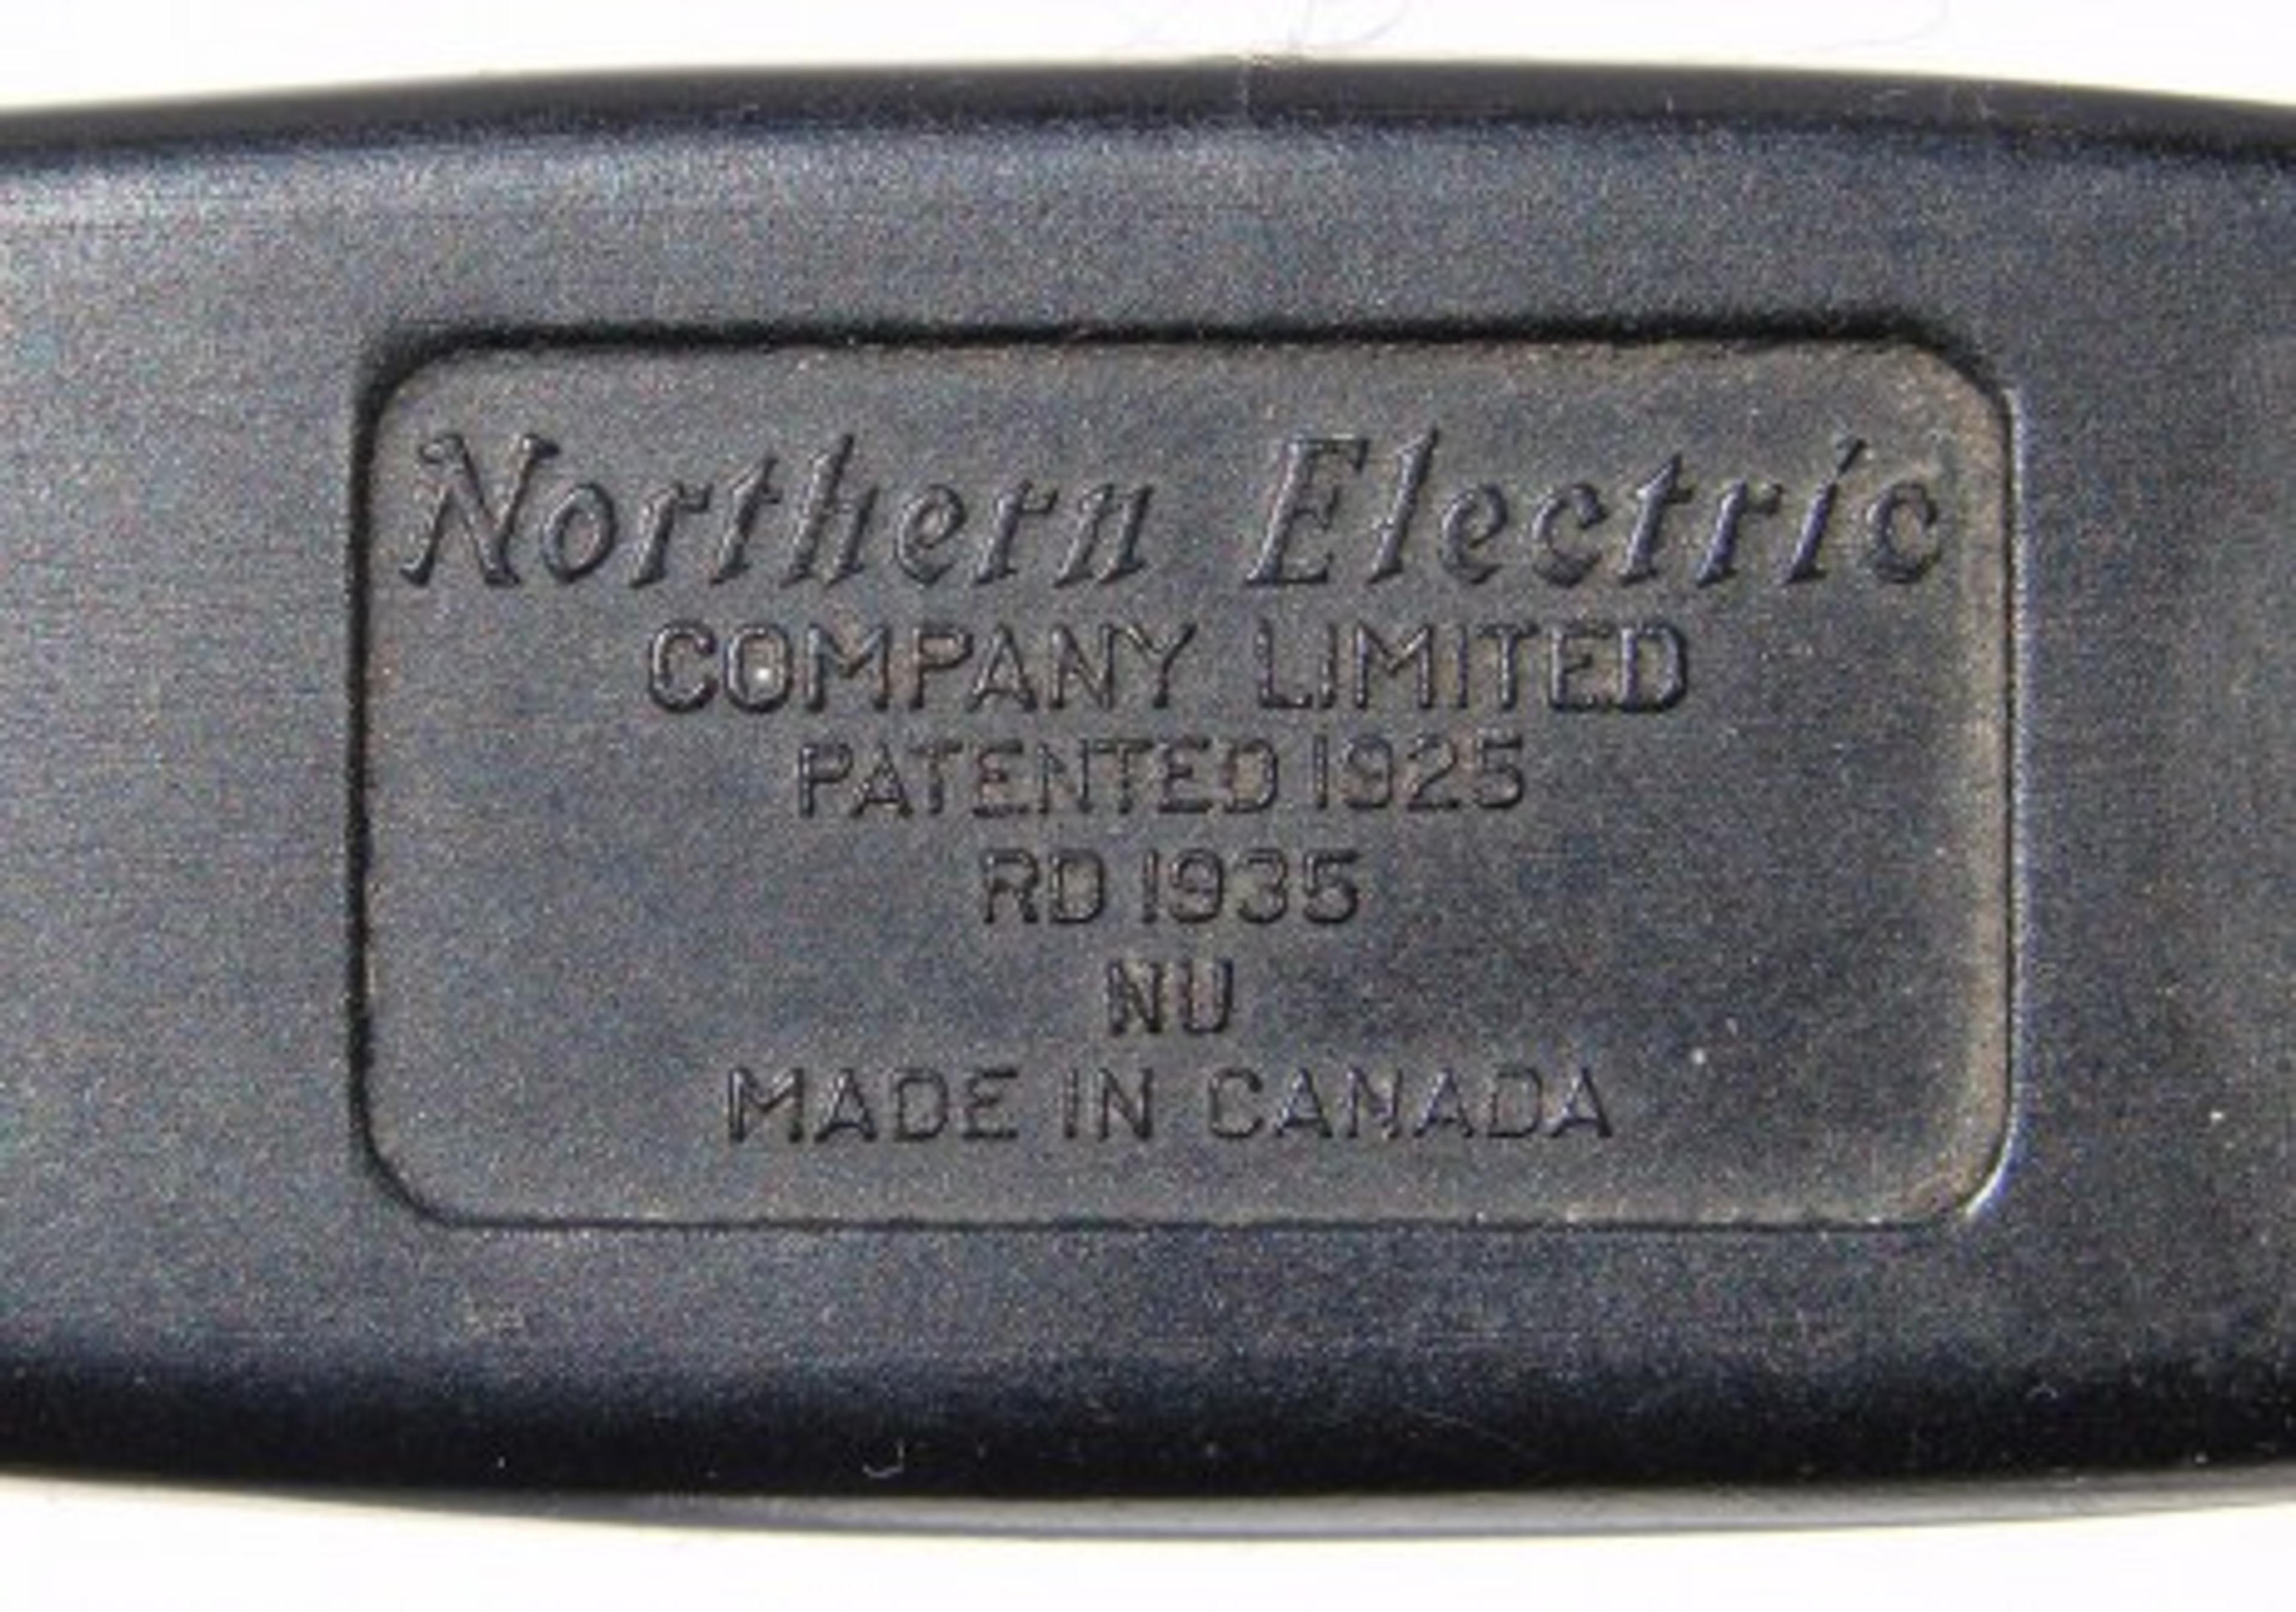 Northern Electric
COMPANY LIMITED
PATENTED 1925
RD 1935
NU
MADE IN CANADA